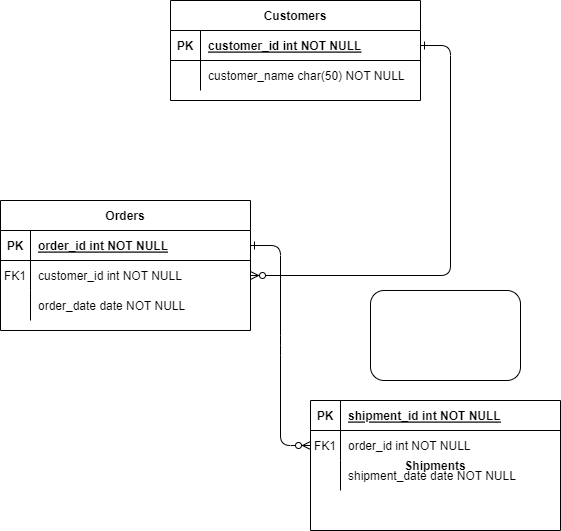 Customers
PK customer_id int NOT NULL
customer_name char(50) NOT NULL
Orders
PK order_id int NOT NULL
FK1 customer_id int NOT NULL
order_date date NOT NULL
PK shipment_id int NOT NULL
FK1 order_id int NOT NULL
Shipments
shipment_date date NOT NULL